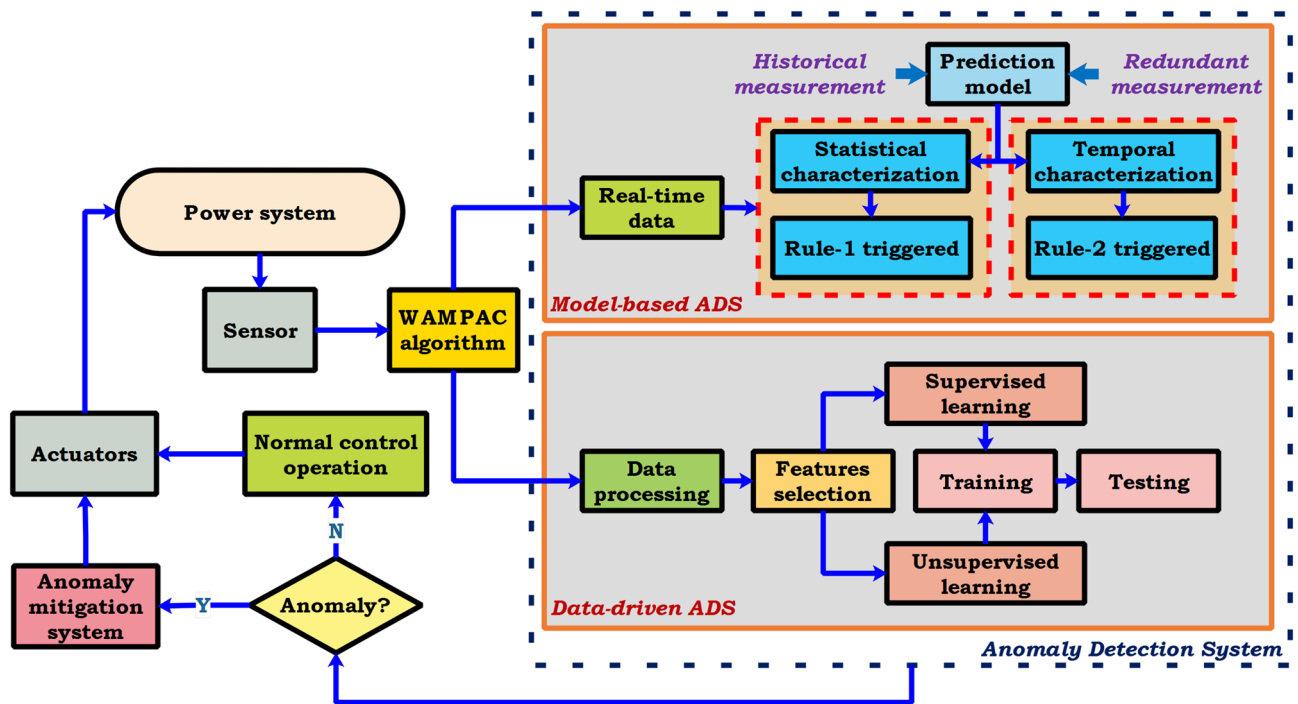 Historical
measurement
Prediction
model
Redundant
measurement
Statistical
characterization
Temporal
characterization
Real-time
data
Rule-1 triggered
Rule-2 triggered
Model-based ADS
Power system
Sensor
WAMPAC
algorithm
Supervised
learning
Data
processing
Features
selection
Training
Testing
Unsupervised
learning
Data-driven ADS
Anomaly Detection System
Actuators
Normal control
operation
N
Anomaly
mitigation
system
Y
Anomaly?